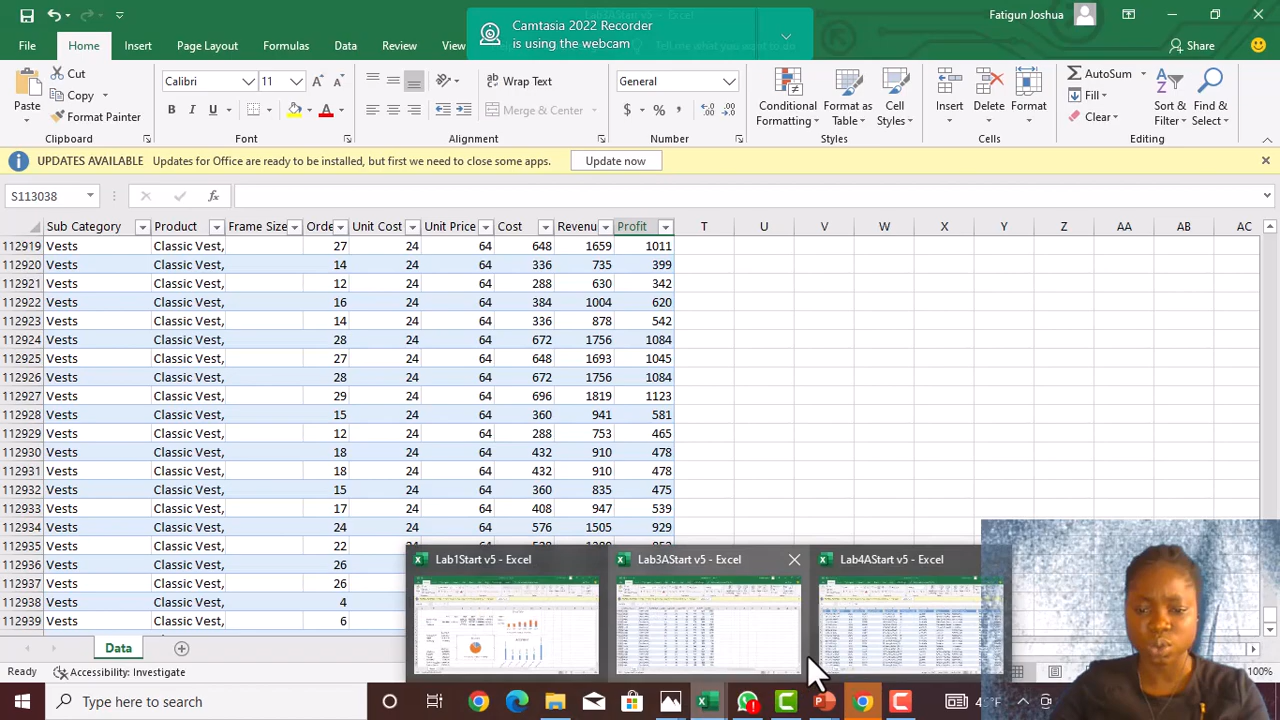 Lab3AStart v5 - Excel
Fatigun Joshua
Camtasia 2022 Recorder
is using the webcam
File Home Insert Page Layout Formulas Data Review View Tell me what you want to do Share
Paste
Cut
Copy
Format Painter
Calibri 11
B I U
Wrap Text
Merge & Center
General
$ % ,
Conditional Formatting
Format as Table
Cell Styles
Insert
Delete
Format
AutoSum
Fill
Clear
Sort & Filter
Find & Select
Clipboard Font Alignment Number Styles Cells Editing
UPDATES AVAILABLE Updates for Office are ready to be installed, but first we need to close some apps. Update now
S113038 fx
Sub Category Product Frame Size Orde Unit Cost Unit Price Cost Revenu Profit T U V W X Y Z AA AB AC
112919 Vests Classic Vest, 27 24 64 648 1659 1011
112920 Vests Classic Vest, 14 24 64 336 735 399
112921 Vests Classic Vest, 12 24 64 288 630 342
112922 Vests Classic Vest, 16 24 64 384 1004 620
112923 Vests Classic Vest, 14 24 64 336 878 542
112924 Vests Classic Vest, 28 24 64 672 1756 1084
112925 Vests Classic Vest, 27 24 64 648 1693 1045
112926 Vests Classic Vest, 28 24 64 672 1756 1084
112927 Vests Classic Vest, 29 24 64 696 1819 1123
112928 Vests Classic Vest, 15 24 64 360 941 581
112929 Vests Classic Vest, 12 24 64 288 753 465
112930 Vests Classic Vest, 18 24 64 432 910 478
112931 Vests Classic Vest, 18 24 64 432 910 478
112932 Vests Classic Vest, 15 24 64 360 835 475
112933 Vests Classic Vest, 17 24 64 408 947 539
112934 Vests Classic Vest, 24 24 64 576 1505 929
112935 Vests Classic Vest, 22
112936 Vests Classic Vest, 26
112937 Vests Classic Vest, 26
112938 Vests Classic Vest, 4
112939 Vests Classic Vest, 6
Lab1Start v5 - Excel Lab3AStart v5 - Excel Lab4AStart v5 - Excel
Data
Ready Accessibility: Investigate 100%
Type here to search